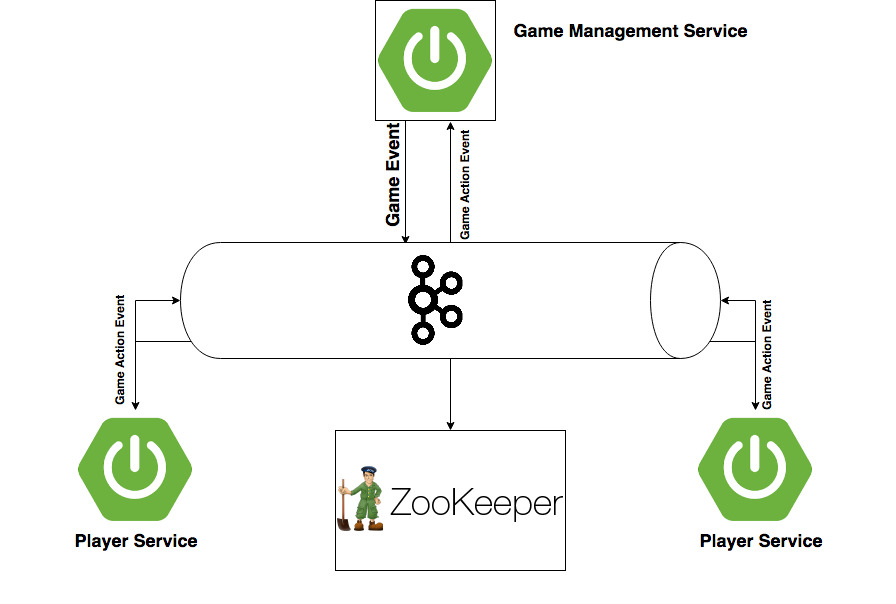 Game Management Service
Game Event
Game Action Event
Game Action Event
Game Action Event
ZooKeeper
Player Service
Player Service